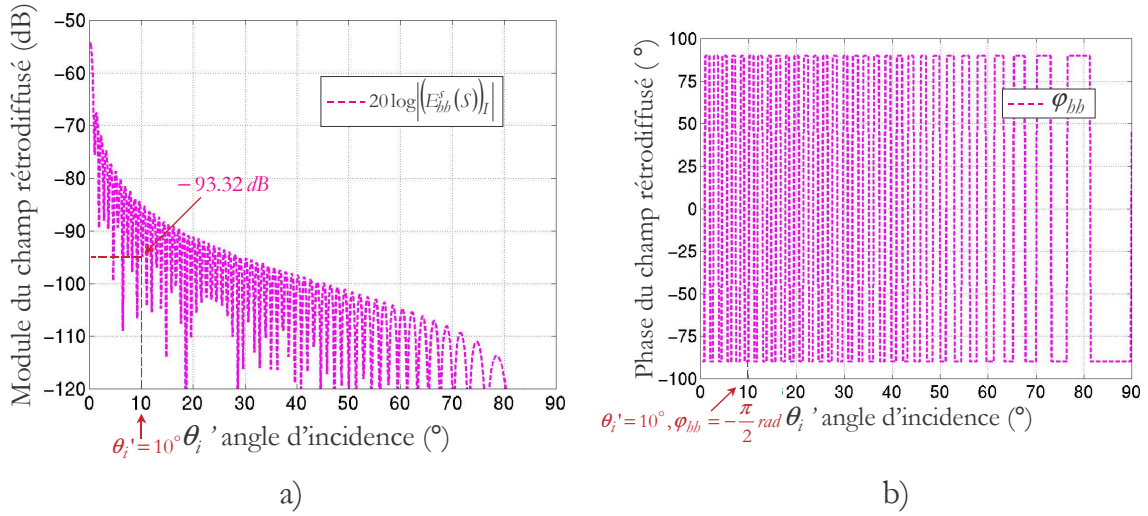 Module du champ rétrodiffusé (dB)
-50
-60
-70
-80
-90
-100
-110
-120
0 10 20 30 40 50 60 70 80 90
20log|(E^s_hh(S))_I|
-93.32 dB
θ_i'=10° θ_i ’ angle d’incidence (°)
a)
Phase du champ rétrodiffusé (°)
100
75
50
25
0
-25
-50
-75
-100
0 10 20 30 40 50 60 70 80 90
φ_hh
θ_i'=10°,φ_hh=-π/2 rad θ_i ’ angle d’incidence (°)
b)